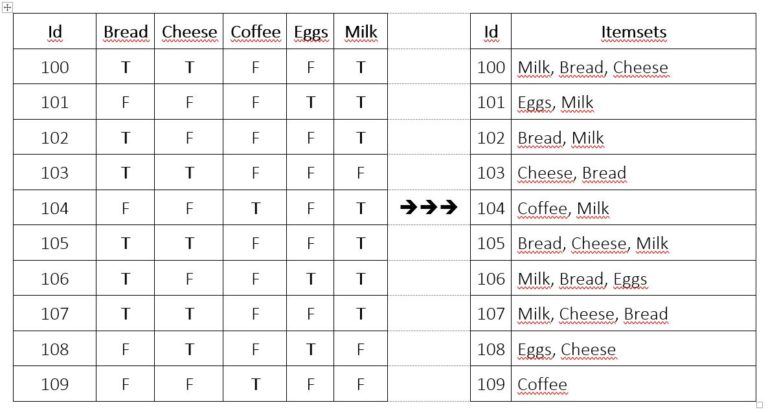 Id Bread Cheese Coffee Eggs Milk Id Itemsets
100 T T F F T 100 Milk, Bread, Cheese
101 F F F T T 101 Eggs, Milk
102 T F F F T 102 Bread, Milk
103 T T F F F 103 Cheese, Bread
104 F F T F T ➔➔➔ 104 Coffee, Milk
105 T T F F T 105 Bread, Cheese, Milk
106 T F F T T 106 Milk, Bread, Eggs
107 T T F F T 107 Milk, Cheese, Bread
108 F T F T F 108 Eggs, Cheese
109 F F T F F 109 Coffee